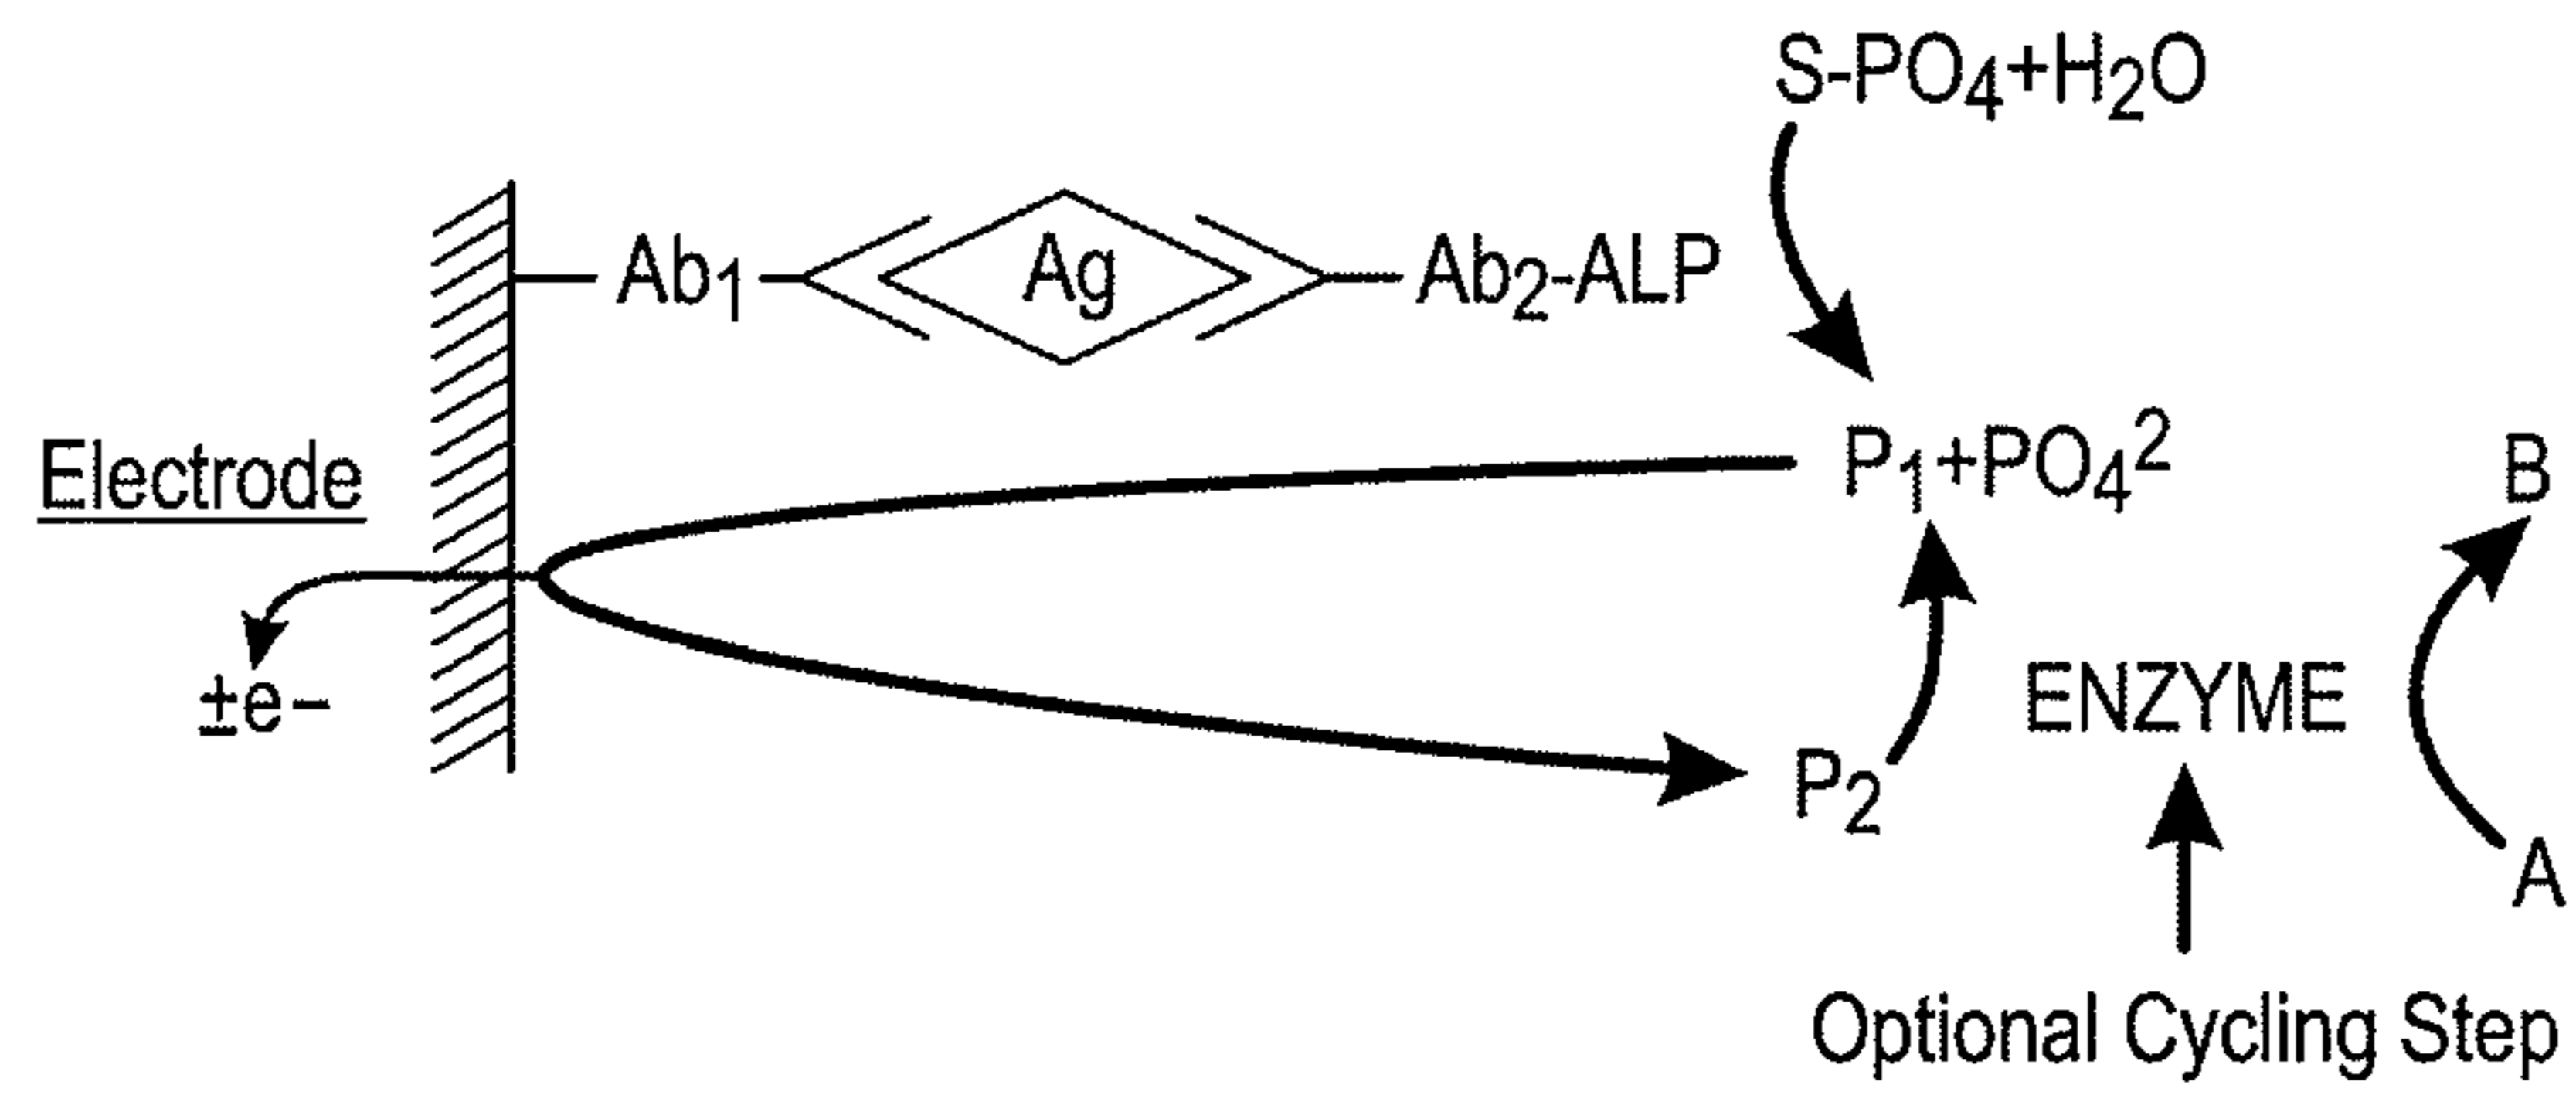 S-PO4+H2O
Ab1 Ag Ab2-ALP
Electrode
P1+PO4²
B
±e-
ENZYME
P2
A
Optional Cycling Step